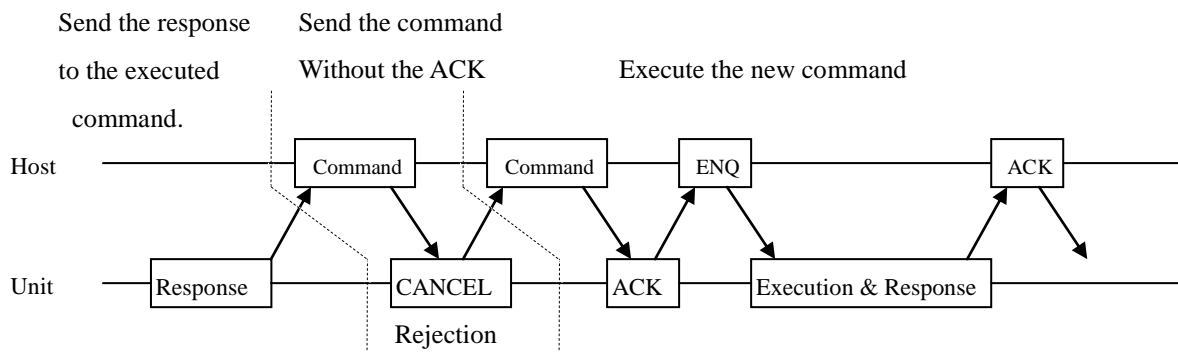 Send the response
to the executed
command.
Send the command
Without the ACK
Execute the new command
Host
Command
Command
ENQ
ACK
Unit
Response
CANCEL
ACK
Execution & Response
Rejection